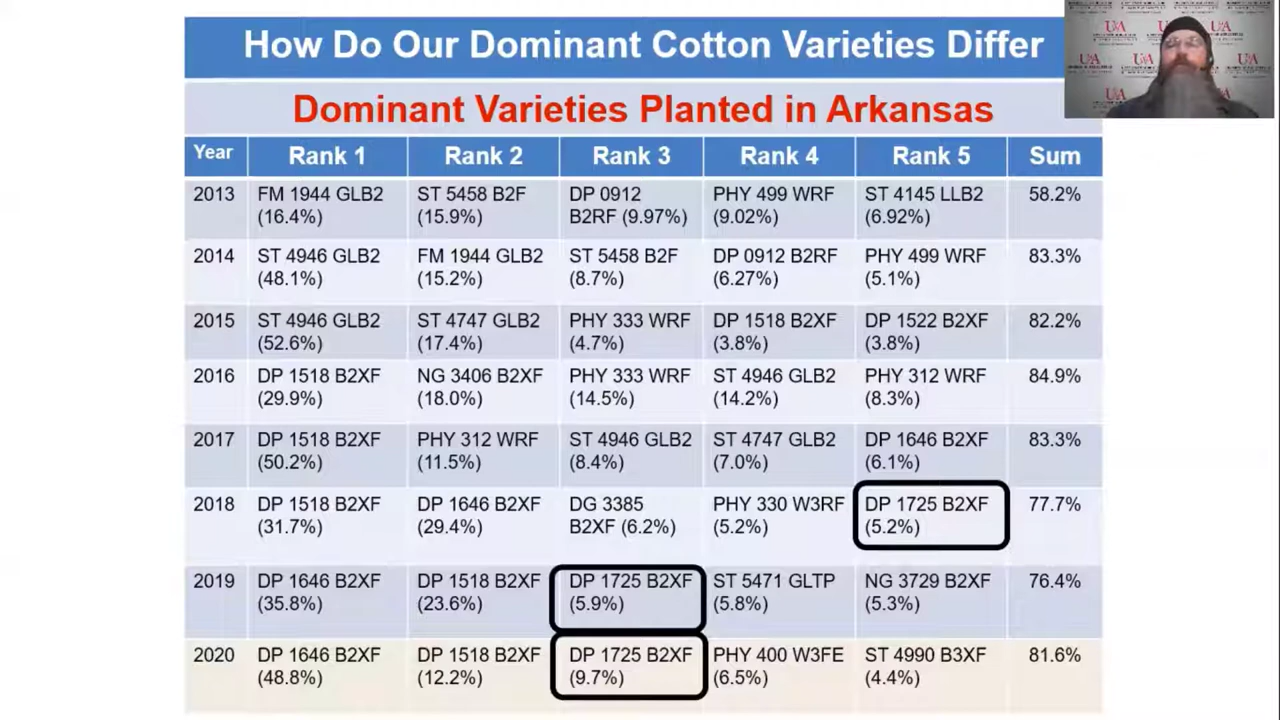 How Do Our Dominant Cotton Varieties Differ
Dominant Varieties Planted in Arkansas
Year Rank 1 Rank 2 Rank 3 Rank 4 Rank 5 Sum
2013 FM 1944 GLB2 ST 5458 B2F DP 0912 PHY 499 WRF ST 4145 LLB2 58.2%
(16.4%) (15.9%) B2RF (9.97%) (9.02%) (6.92%)
2014 ST 4946 GLB2 FM 1944 GLB2 ST 5458 B2F DP 0912 B2RF PHY 499 WRF 83.3%
(48.1%) (15.2%) (8.7%) (6.27%) (5.1%)
2015 ST 4946 GLB2 ST 4747 GLB2 PHY 333 WRF DP 1518 B2XF DP 1522 B2XF 82.2%
(52.6%) (17.4%) (4.7%) (3.8%) (3.8%)
2016 DP 1518 B2XF NG 3406 B2XF PHY 333 WRF ST 4946 GLB2 PHY 312 WRF 84.9%
(29.9%) (18.0%) (14.5%) (14.2%) (8.3%)
2017 DP 1518 B2XF PHY 312 WRF ST 4946 GLB2 ST 4747 GLB2 DP 1646 B2XF 83.3%
(50.2%) (11.5%) (8.4%) (7.0%) (6.1%)
2018 DP 1518 B2XF DP 1646 B2XF DG 3385 PHY 330 W3RF DP 1725 B2XF 77.7%
(31.7%) (29.4%) B2XF (6.2%) (5.2%) (5.2%)
2019 DP 1646 B2XF DP 1518 B2XF DP 1725 B2XF ST 5471 GLTP NG 3729 B2XF 76.4%
(35.8%) (23.6%) (5.9%) (5.8%) (5.3%)
2020 DP 1646 B2XF DP 1518 B2XF DP 1725 B2XF PHY 400 W3FE ST 4990 B3XF 81.6%
(48.8%) (12.2%) (9.7%) (6.5%) (4.4%)